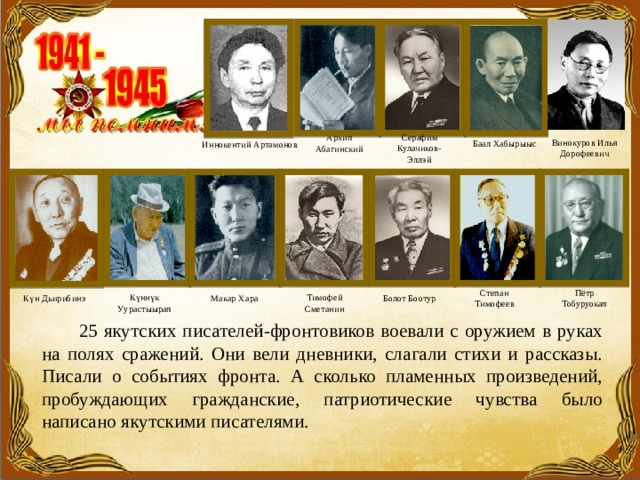 1941 -
1945
мы помним.
Иннокентий Артамонов
Архип
Абагинский
Серафим
Кулачиков-
Эллэй
Баал Хабырыыс
Винокуров Илья
Дорофеевич
Күн Дьирибинэ
Күннүк
Уурастыырап
Макар Хара
Тимофей
Сметанин
Болот Боотур
Степан
Тимофеев
Пётр
Тобуруокап
25 якутских писателей-фронтовиков воевали с оружием в руках
на полях сражений. Они вели дневники, слагали стихи и рассказы.
Писали о событиях фронта. А сколько пламенных произведений,
пробуждающих гражданские, патриотические чувства было
написано якутскими писателями.